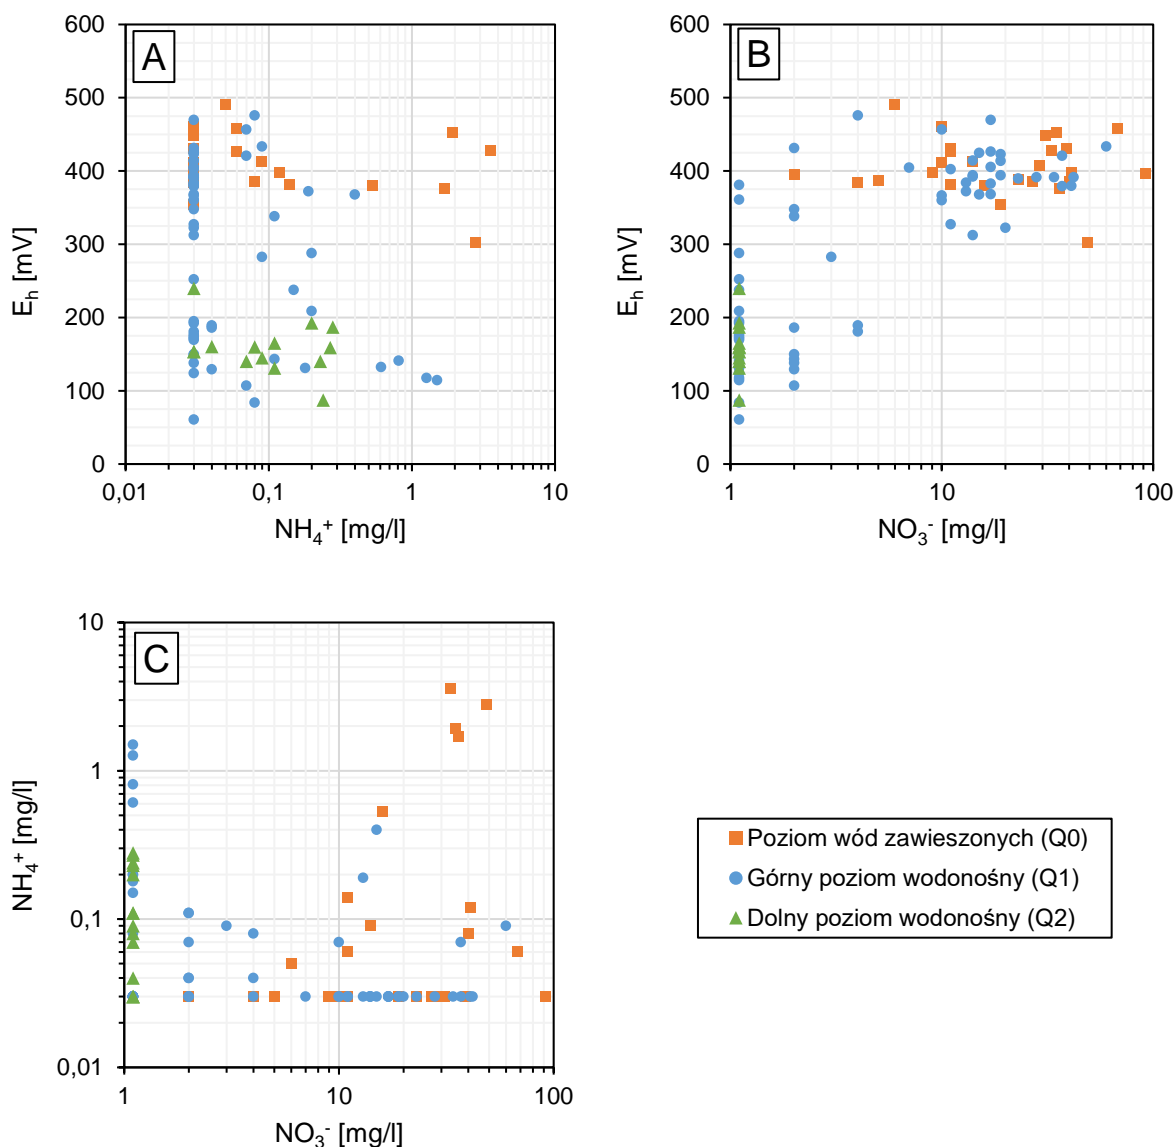 A
600
500
400
300
200
100
0
Eh [mV]
0,01
0,1
1
10
NH₄⁺ [mg/l]
B
600
500
400
300
200
100
0
Eh [mV]
1
10
100
NO₃⁻ [mg/l]
C
10
1
0,1
0,01
NH₄⁺ [mg/l]
1
10
100
NO₃⁻ [mg/l]
Poziom wód zawieszonych (Q0)
Górny poziom wodonośny (Q1)
Dolny poziom wodonośny (Q2)